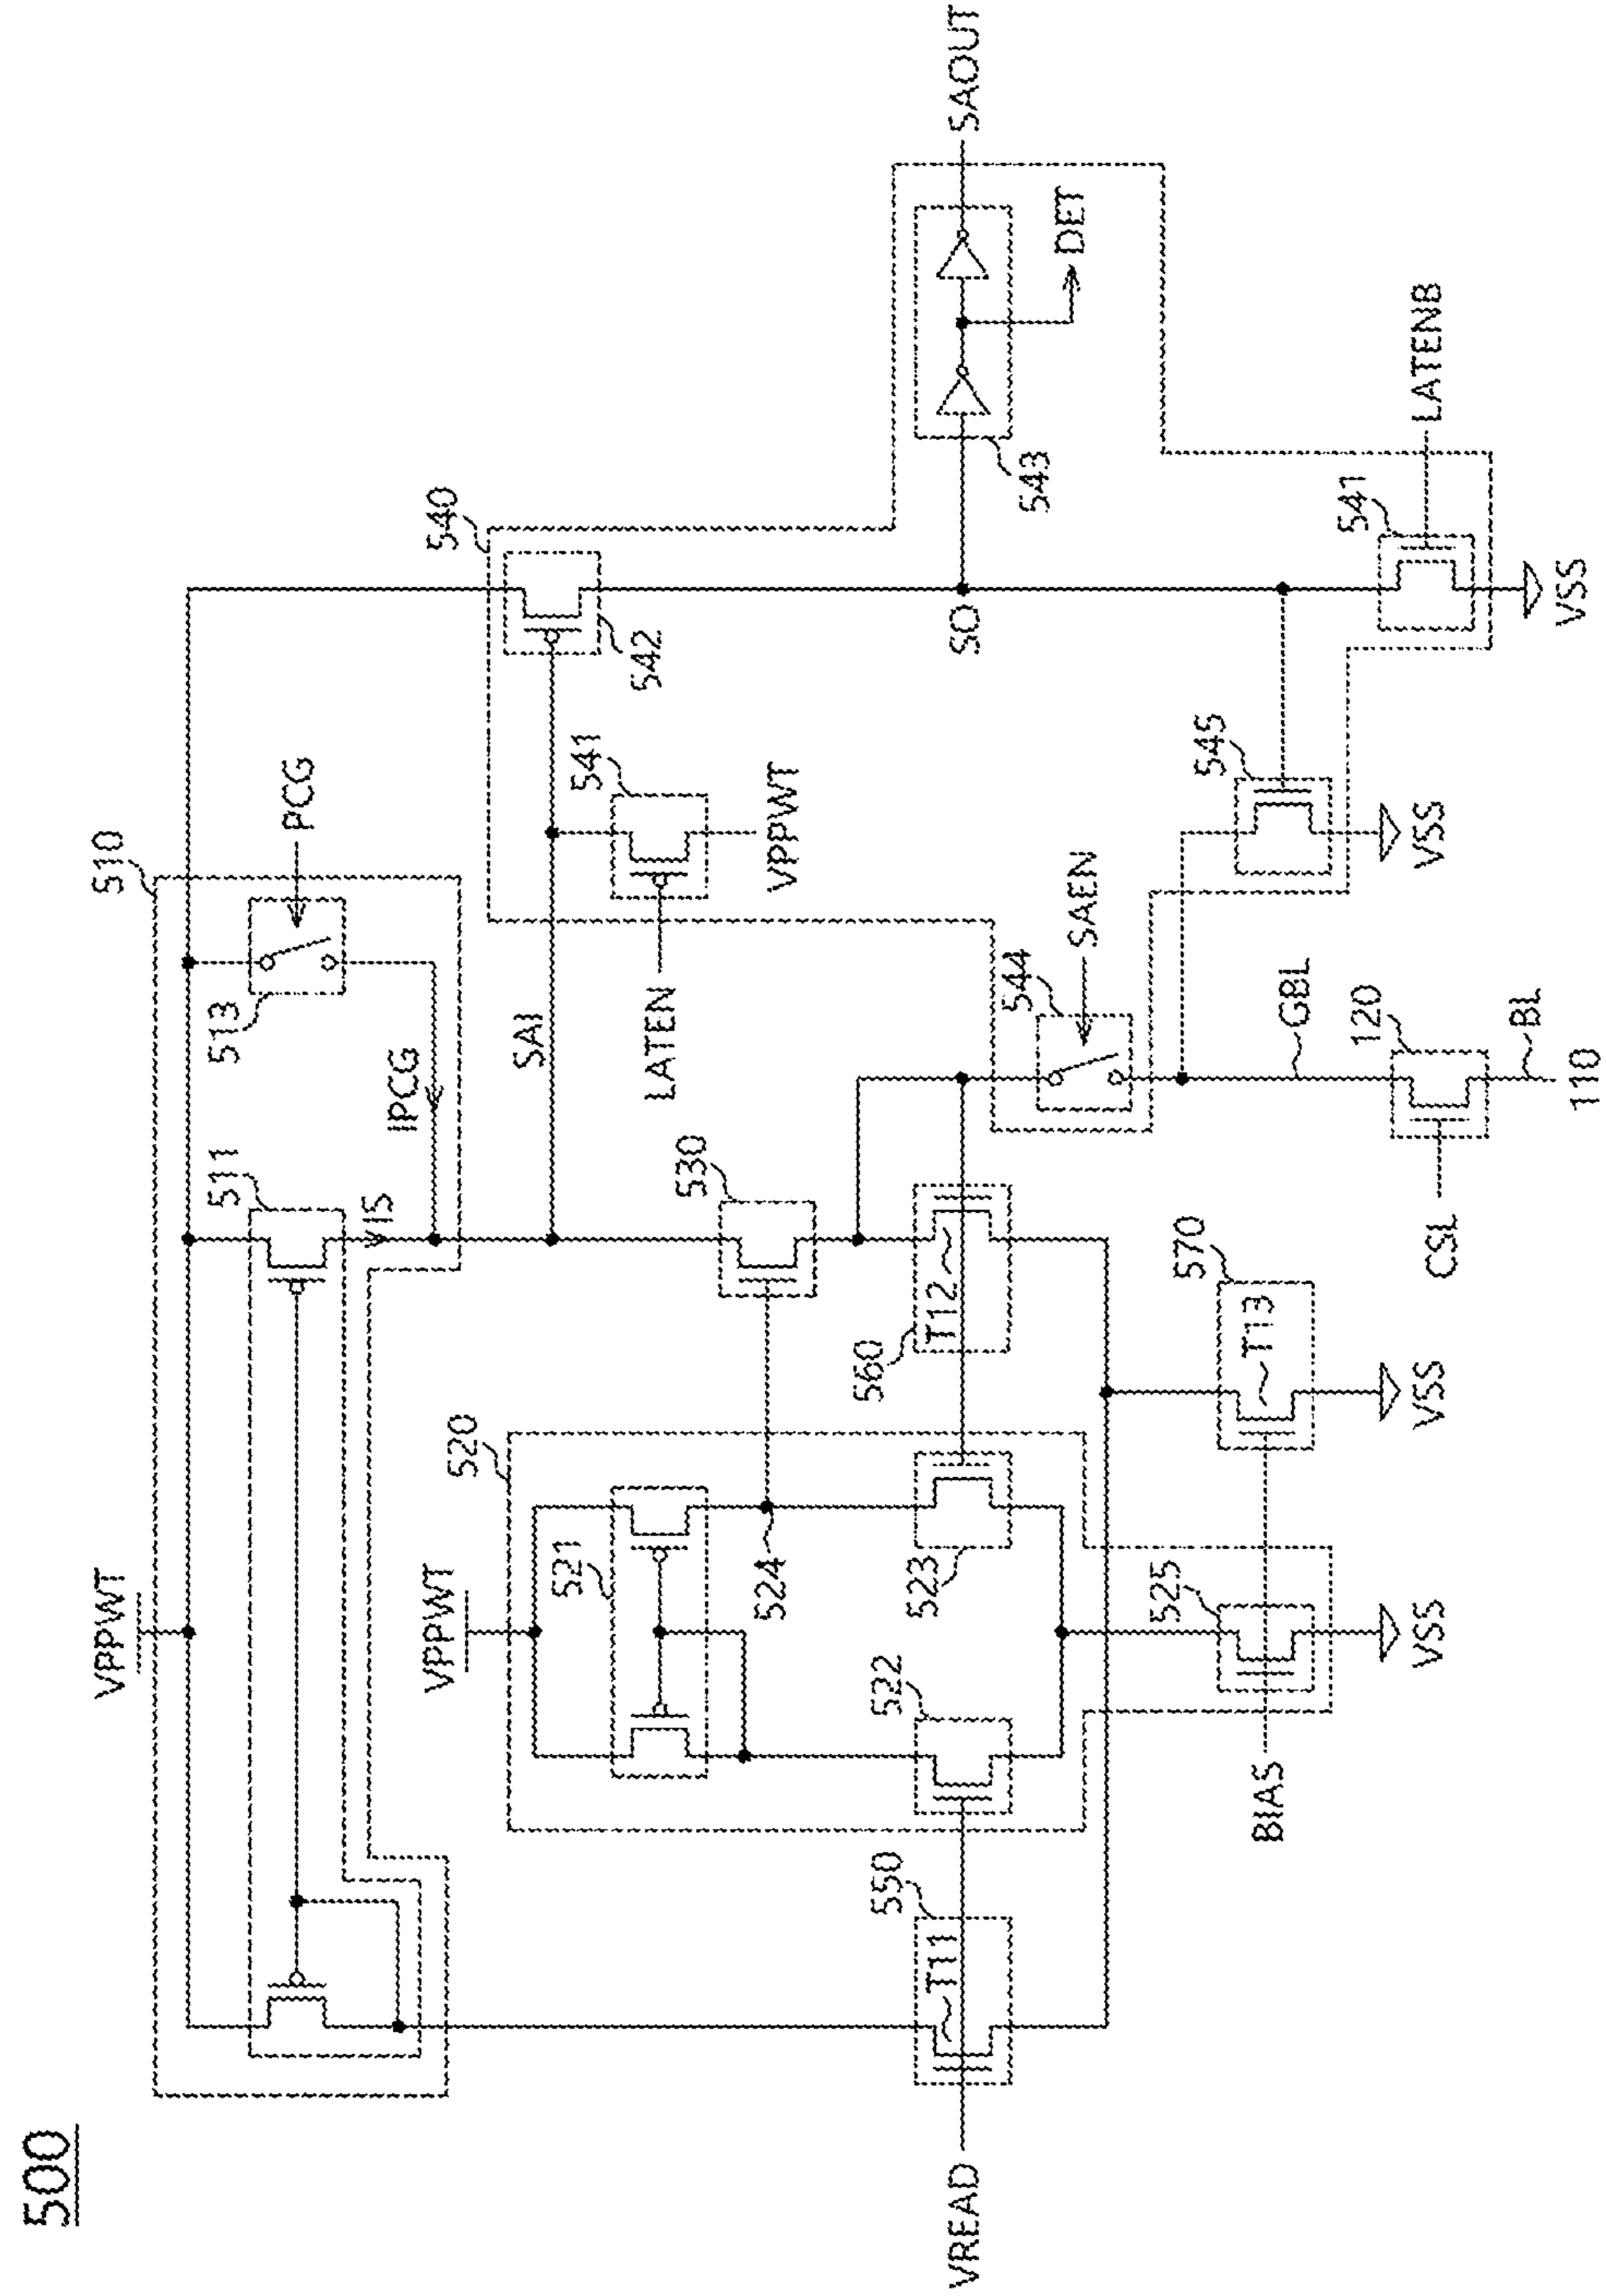 500
VPPWT
510
511
513
PCG
IPCG
IS
VPPWT
520
521
524
530
SAI
LATEN
541
VPPWT
540
542
550
T11
VREAD
522
523
560
T12
544
SAEN
SO
543
DET
SAOUT
BIAS
525
VSS
570
T13
VSS
GBL
CSL
120
BL
110
545
VSS
541
LATENB
VSS